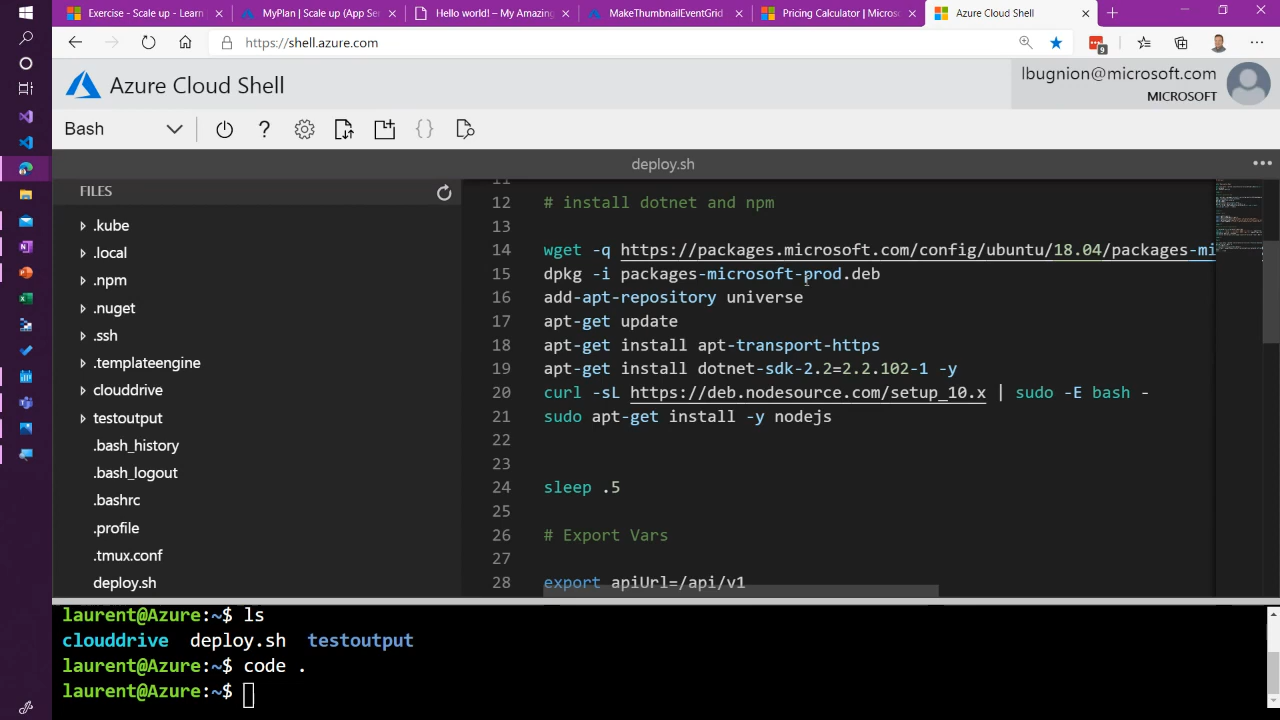 Exercise - Scale up - Learn
MyPlan | Scale up (App Ser
Hello world! – My Amazing
MakeThumbnailEventGrid
Pricing Calculator | Micros
Azure Cloud Shell
https://shell.azure.com
9
Azure Cloud Shell
lbugnion@microsoft.com
MICROSOFT
Bash
deploy.sh
FILES
.kube
.local
.npm
.nuget
.ssh
.templateengine
clouddrive
testoutput
.bash_history
.bash_logout
.bashrc
.profile
.tmux.conf
deploy.sh
11
12 # install dotnet and npm
13
14 wget -q https://packages.microsoft.com/config/ubuntu/18.04/packages-mi
15 dpkg -i packages-microsoft-prod.deb
16 add-apt-repository universe
17 apt-get update
18 apt-get install apt-transport-https
19 apt-get install dotnet-sdk-2.2=2.2.102-1 -y
20 curl -sL https://deb.nodesource.com/setup_10.x | sudo -E bash -
21 sudo apt-get install -y nodejs
22
23
24 sleep .5
25
26 # Export Vars
27
28 export apiUrl=/api/v1
laurent@Azure:~$ ls
clouddrive deploy.sh testoutput
laurent@Azure:~$ code .
laurent@Azure:~$